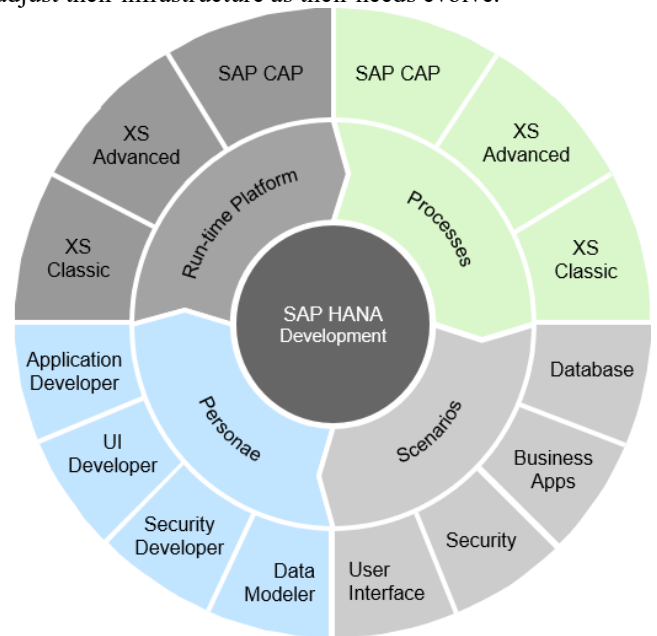 adjust their infrastructure as their needs evolve.
SAP CAP
SAP CAP
XS
Advanced
XS
Advanced
Run-time Platform
Processes
XS
Classic
XS
Classic
SAP HANA
Development
Application
Developer
Database
Personae
Scenarios
UI
Developer
Business
Apps
Security
Developer
Security
Data
Modeler
User
Interface